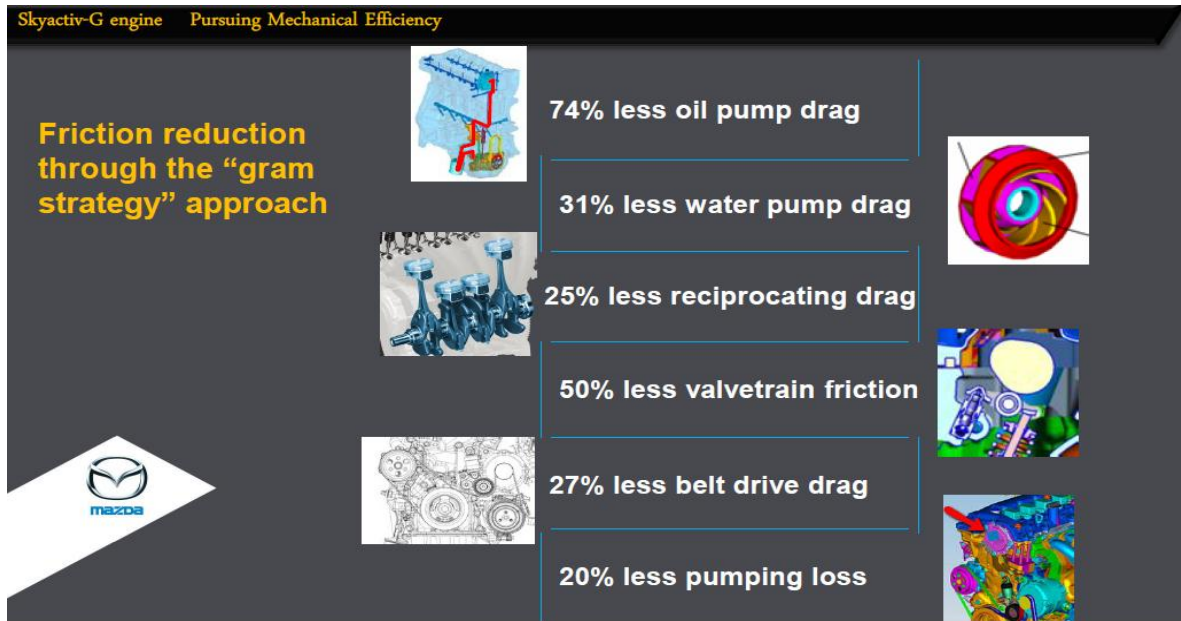 Skyactiv-G engine Pursuing Mechanical Efficiency
Friction reduction
through the “gram
strategy” approach
74% less oil pump drag
31% less water pump drag
25% less reciprocating drag
50% less valvetrain friction
27% less belt drive drag
20% less pumping loss
mazda